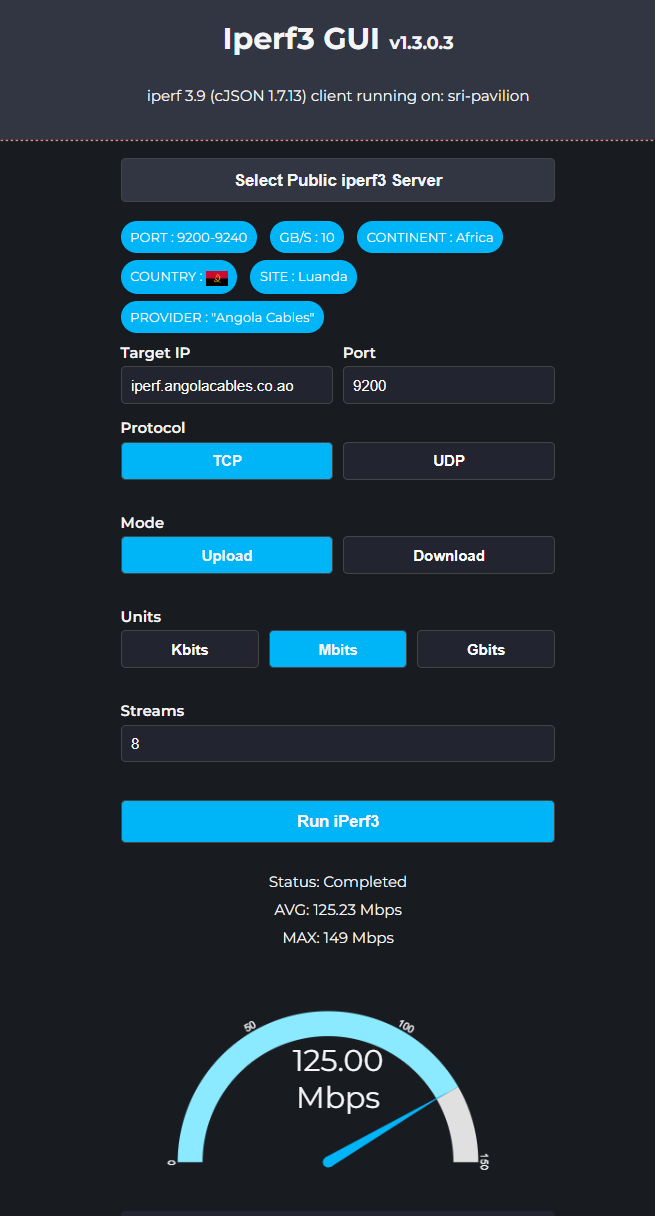 Iperf3 GUI v1.3.0.3
iperf 3.9 (cJSON 1.7.13) client running on: sri-pavilion
Select Public iperf3 Server
PORT : 9200-9240 GB/S : 10 CONTINENT : Africa
COUNTRY : SITE : Luanda
PROVIDER : "Angola Cables"
Target IP Port
iperf.angolacables.co.ao 9200
Protocol
TCP UDP
Mode
Upload Download
Units
Kbits Mbits Gbits
Streams
8
Run iPerf3
Status: Completed
AVG: 125.23 Mbps
MAX: 149 Mbps
50 100
125.00
Mbps
0 150